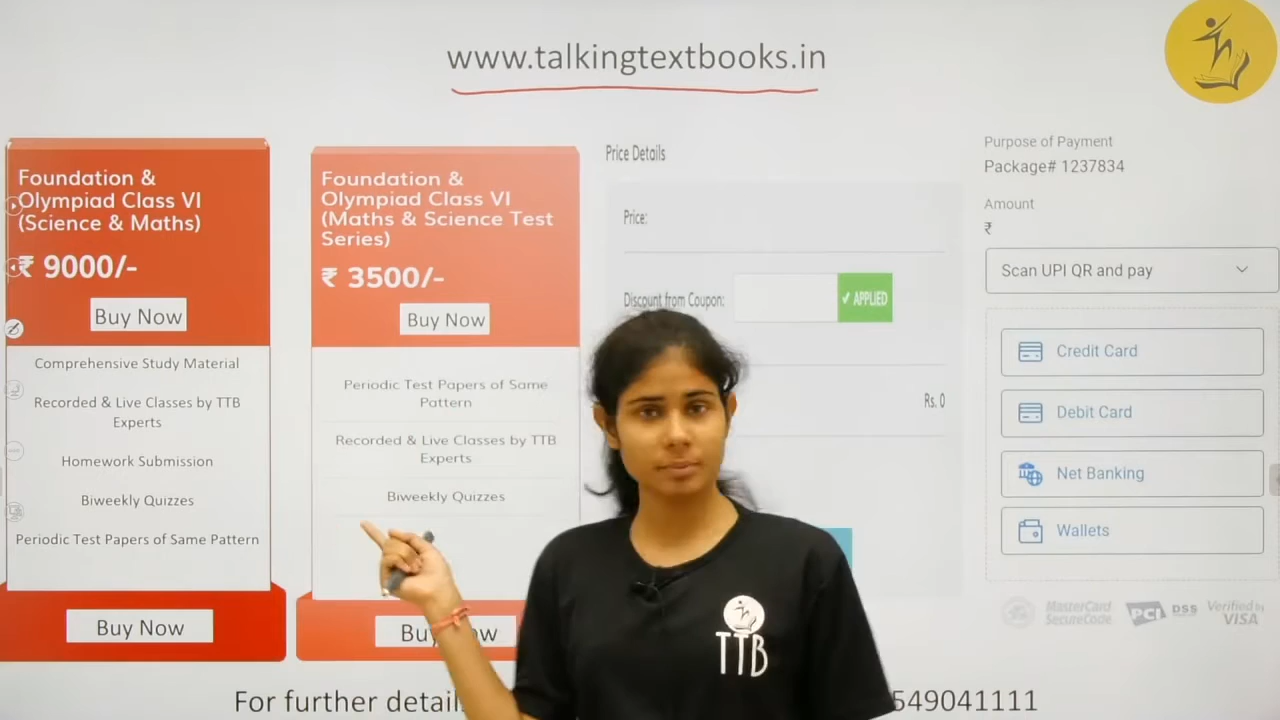 www.talkingtextbooks.in
Foundation &
Olympiad Class VI
(Science & Maths)
₹ 9000/-
Buy Now
Comprehensive Study Material
Recorded & Live Classes by TTB
Experts
Homework Submission
Biweekly Quizzes
Periodic Test Papers of Same Pattern
Buy Now
Foundation &
Olympiad Class VI
(Maths & Science Test
Series)
₹ 3500/-
Buy Now
Periodic Test Papers of Same
Pattern
Recorded & Live Classes by TTB
Experts
Biweekly Quizzes
Price Details
Price:
Discount from Coupon:
✓ APPLIED
Rs. 0
Purpose of Payment
Package# 1237834
Amount
₹
Scan UPI QR and pay
Credit Card
Debit Card
Net Banking
Wallets
MasterCard
SecureCode
PCI DSS
Verified by
VISA
TTB
For further
549041111